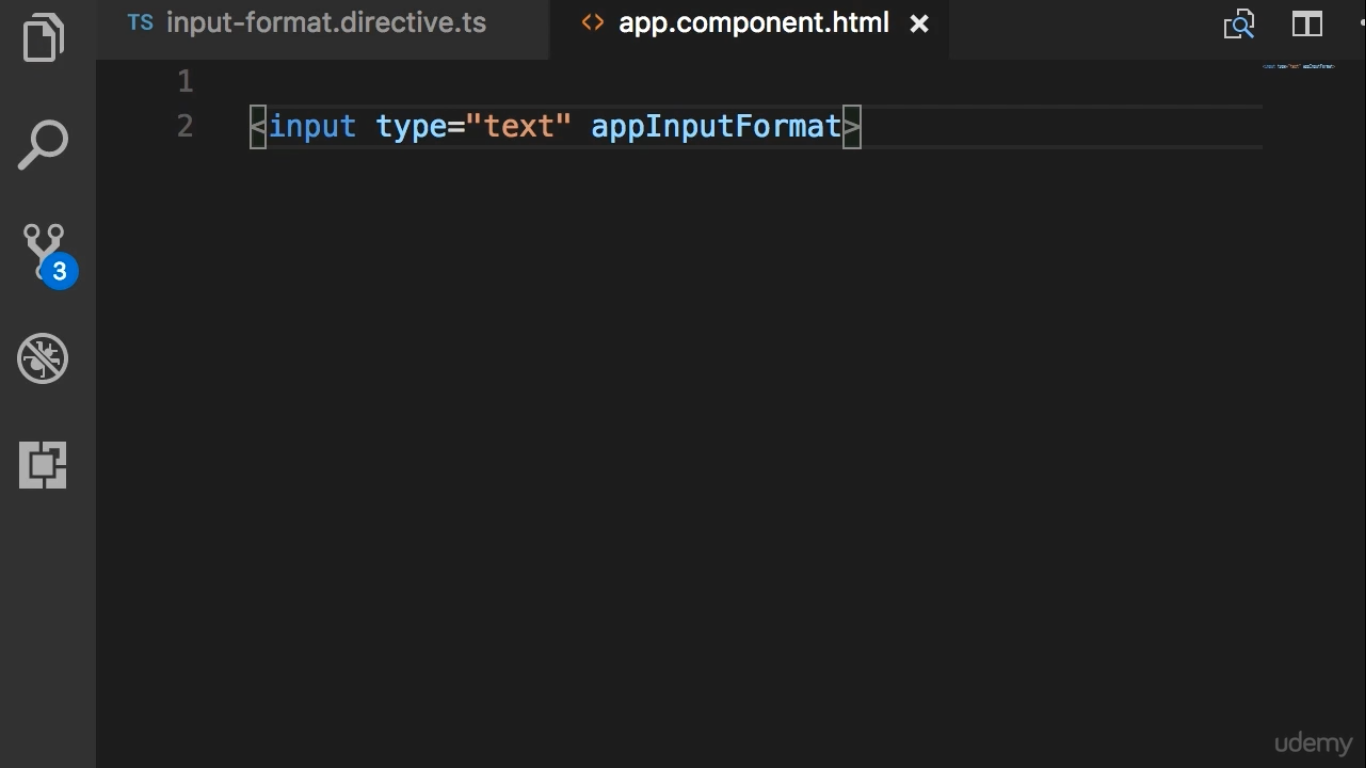 TS input-format.directive.ts
<> app.component.html ×
1
2 <input type="text" appInputFormat>
3
udemy